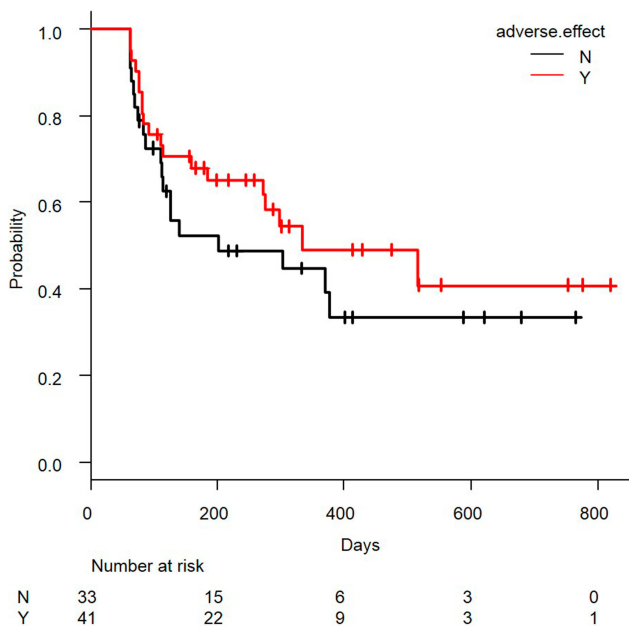 adverse.effect
N
Y
1.0
0.8
0.6
0.4
0.2
0.0
Probability
0 200 400 600 800
Days
Number at risk
N 33 15 6 3 0
Y 41 22 9 3 1